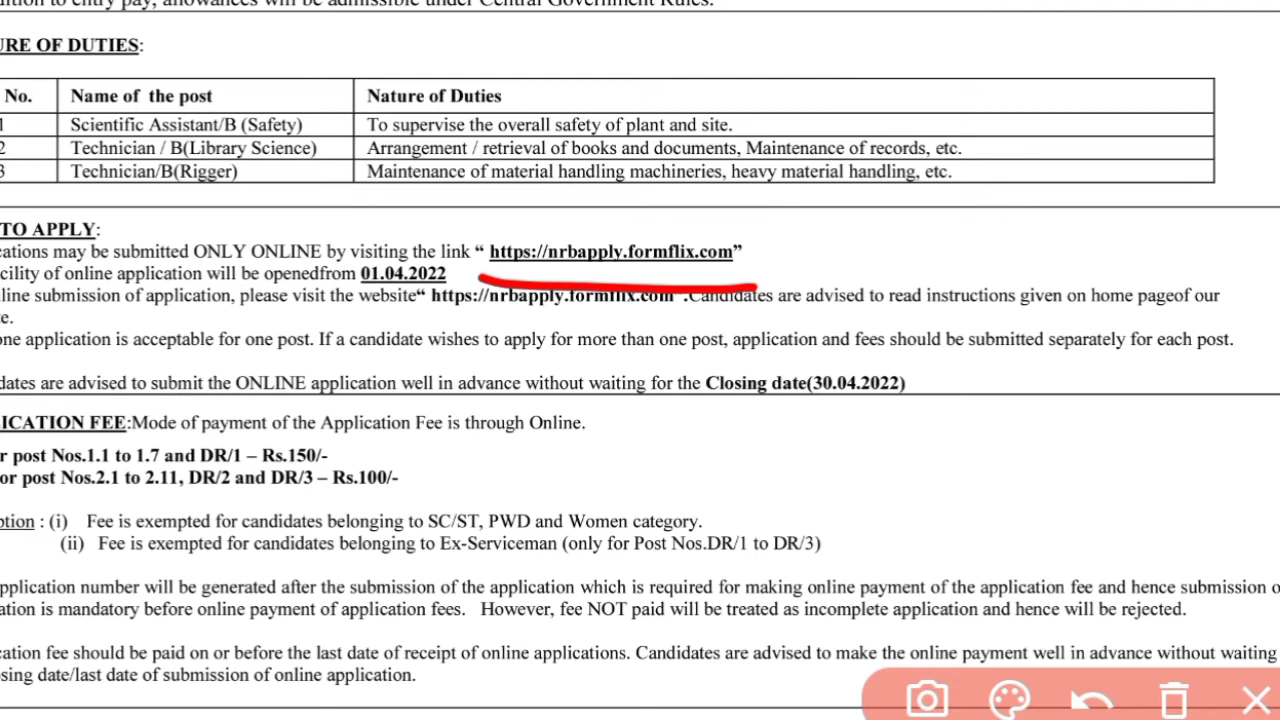 dition to entry pay, allowances will be admissible under Central Government Rules.
URE OF DUTIES:
No. Name of the post Nature of Duties
1 Scientific Assistant/B (Safety) To supervise the overall safety of plant and site.
2 Technician / B(Library Science) Arrangement / retrieval of books and documents, Maintenance of records, etc.
3 Technician/B(Rigger) Maintenance of material handling machineries, heavy material handling, etc.
TO APPLY:
cations may be submitted ONLY ONLINE by visiting the link “ https://nrbapply.formflix.com”
cility of online application will be openedfrom 01.04.2022
line submission of application, please visit the website“ https://nrbapply.formflix.com ”.Candidates are advised to read instructions given on home pageof our
te.
one application is acceptable for one post. If a candidate wishes to apply for more than one post, application and fees should be submitted separately for each post.
dates are advised to submit the ONLINE application well in advance without waiting for the Closing date(30.04.2022)
ICATION FEE:Mode of payment of the Application Fee is through Online.
r post Nos.1.1 to 1.7 and DR/1 – Rs.150/-
or post Nos.2.1 to 2.11, DR/2 and DR/3 – Rs.100/-
ption : (i) Fee is exempted for candidates belonging to SC/ST, PWD and Women category.
(ii) Fee is exempted for candidates belonging to Ex-Serviceman (only for Post Nos.DR/1 to DR/3)
pplication number will be generated after the submission of the application which is required for making online payment of the application fee and hence submission o
ation is mandatory before online payment of application fees. However, fee NOT paid will be treated as incomplete application and hence will be rejected.
cation fee should be paid on or before the last date of receipt of online applications. Candidates are advised to make the online payment well in advance without waiting
sing date/last date of submission of online application.